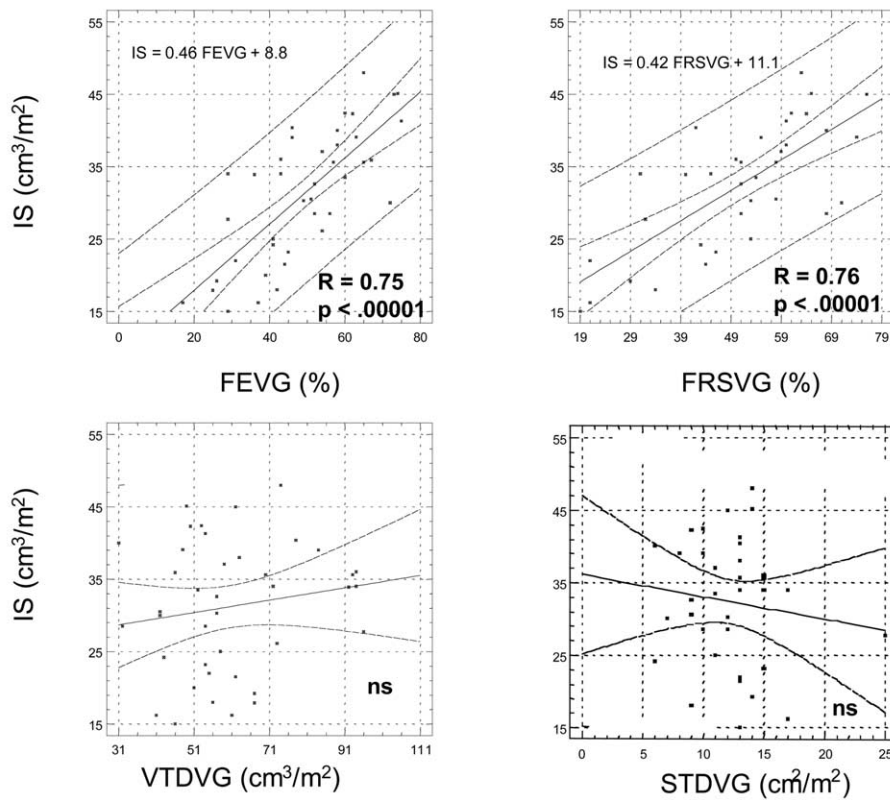 55
IS = 0.46 FEVG + 8.8
45
35
25
15
R = 0.75
p < .00001
0 20 40 60 80
FEVG (%)
IS (cm³/m²)
55
IS = 0.42 FRSVG + 11.1
45
35
25
15
R = 0.76
p < .00001
19 29 39 49 59 69 79
FRSVG (%)
55
45
35
25
15
ns
31 51 71 91 111
VTDVG (cm³/m²)
IS (cm³/m²)
55
45
35
25
15
ns
0 5 10 15 20 25
STDVG (cm²/m²)